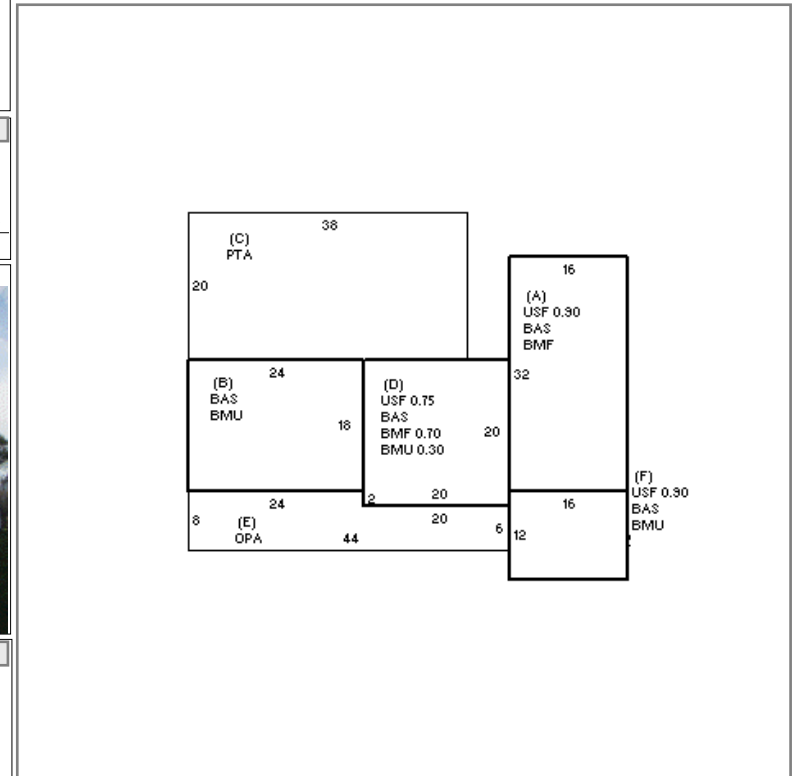 38
(C)
PTA
20
16
(A)
USF 0.90
BAS
BMF
32
24
(B)
BAS
BMU
18
(D)
USF 0.75
BAS
BMF 0.70
BMU 0.30
20
2
20
24
8
(E)
OPA
44
20
6
16
12
(F)
USF 0.90
BAS
BMU